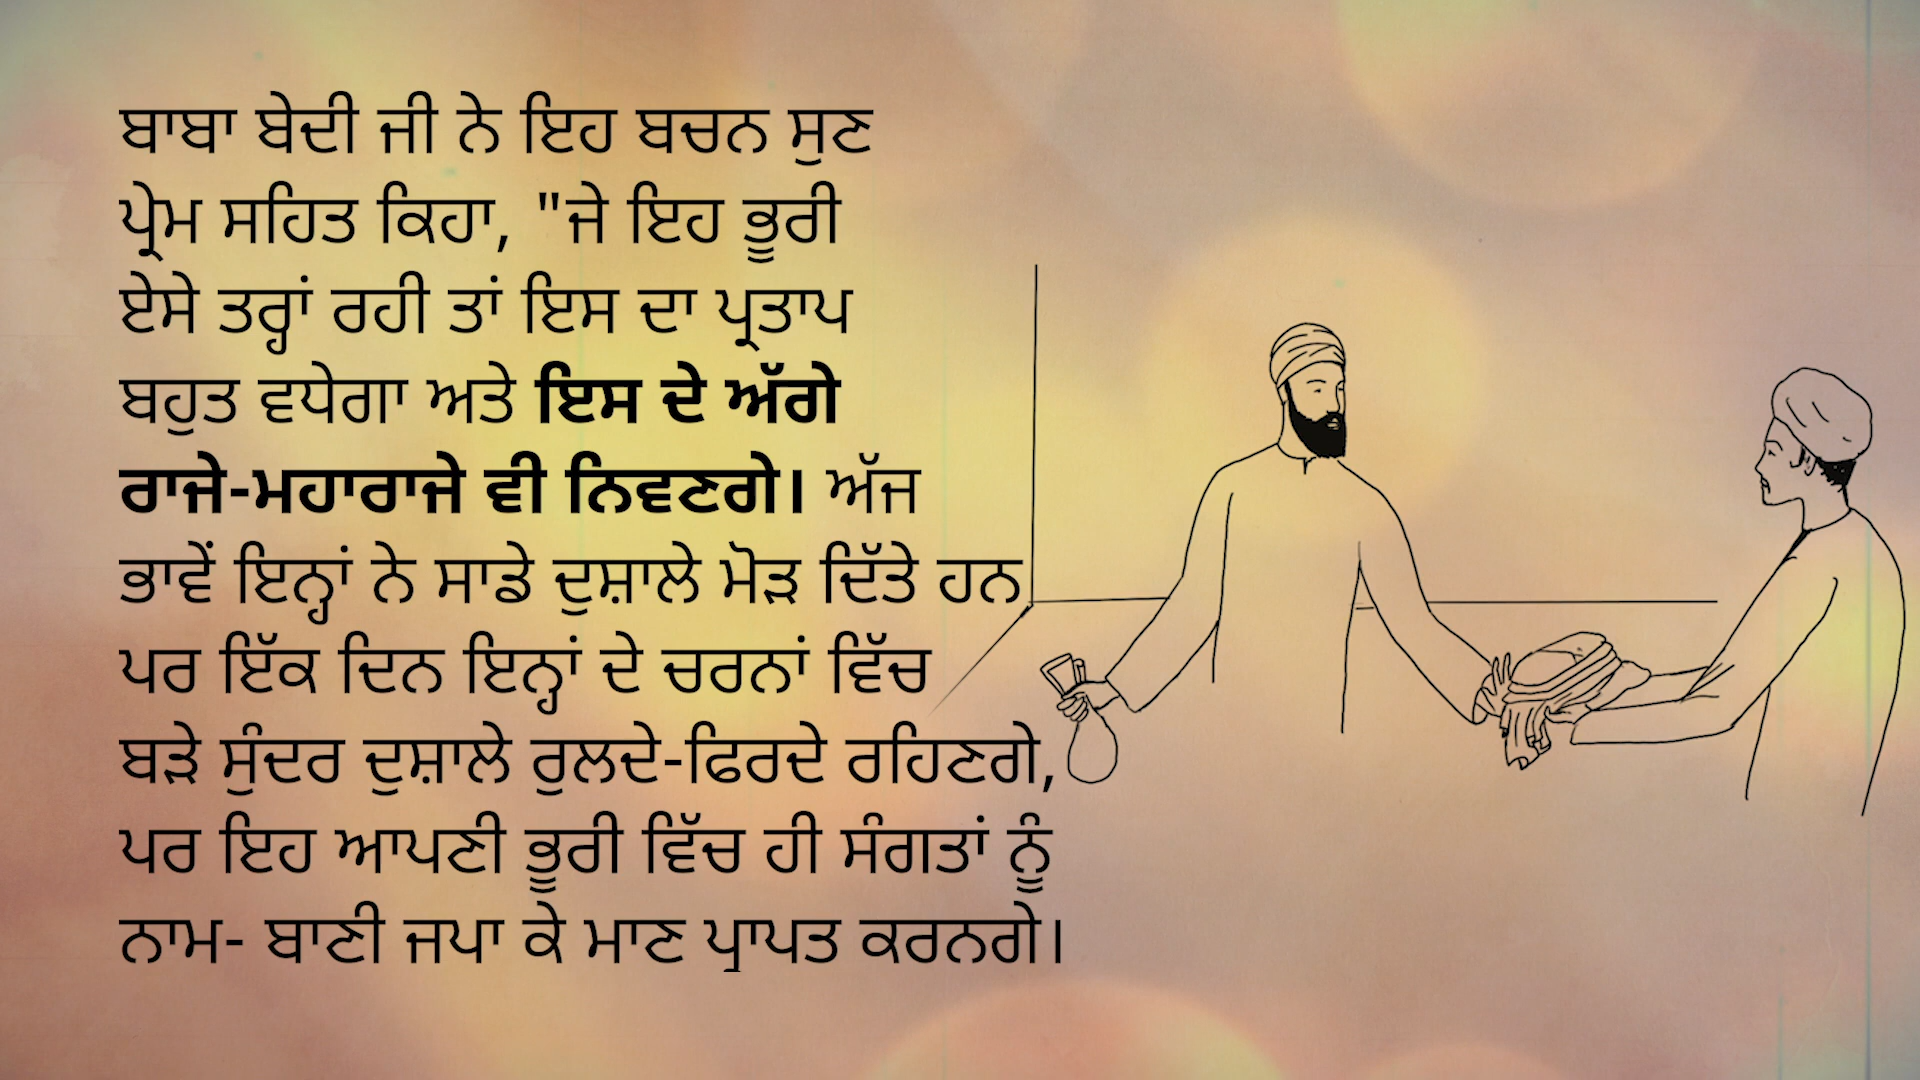 ਬਾਬਾ ਬੇਦੀ ਜੀ ਨੇ ਇਹ ਬਚਨ ਸੁਣ
ਪ੍ਰੇਮ ਸਹਿਤ ਕਿਹਾ, "ਜੇ ਇਹ ਭੂਰੀ
ਏਸੇ ਤਰ੍ਹਾਂ ਰਹੀ ਤਾਂ ਇਸ ਦਾ ਪ੍ਰਤਾਪ
ਬਹੁਤ ਵਧੇਗਾ ਅਤੇ ਇਸ ਦੇ ਅੱਗੇ
ਰਾਜੇ-ਮਹਾਰਾਜੇ ਵੀ ਨਿਵਣਗੇ। ਅੱਜ
ਭਾਵੇਂ ਇਨ੍ਹਾਂ ਨੇ ਸਾਡੇ ਦੁਸ਼ਾਲੇ ਮੋੜ ਦਿੱਤੇ ਹਨ
ਪਰ ਇੱਕ ਦਿਨ ਇਨ੍ਹਾਂ ਦੇ ਚਰਨਾਂ ਵਿੱਚ
ਬੜੇ ਸੁੰਦਰ ਦੁਸ਼ਾਲੇ ਰੁਲਦੇ-ਫਿਰਦੇ ਰਹਿਣਗੇ,
ਪਰ ਇਹ ਆਪਣੀ ਭੂਰੀ ਵਿੱਚ ਹੀ ਸੰਗਤਾਂ ਨੂੰ
ਨਾਮ- ਬਾਣੀ ਜਪਾ ਕੇ ਮਾਣ ਪ੍ਰਾਪਤ ਕਰਨਗੇ।